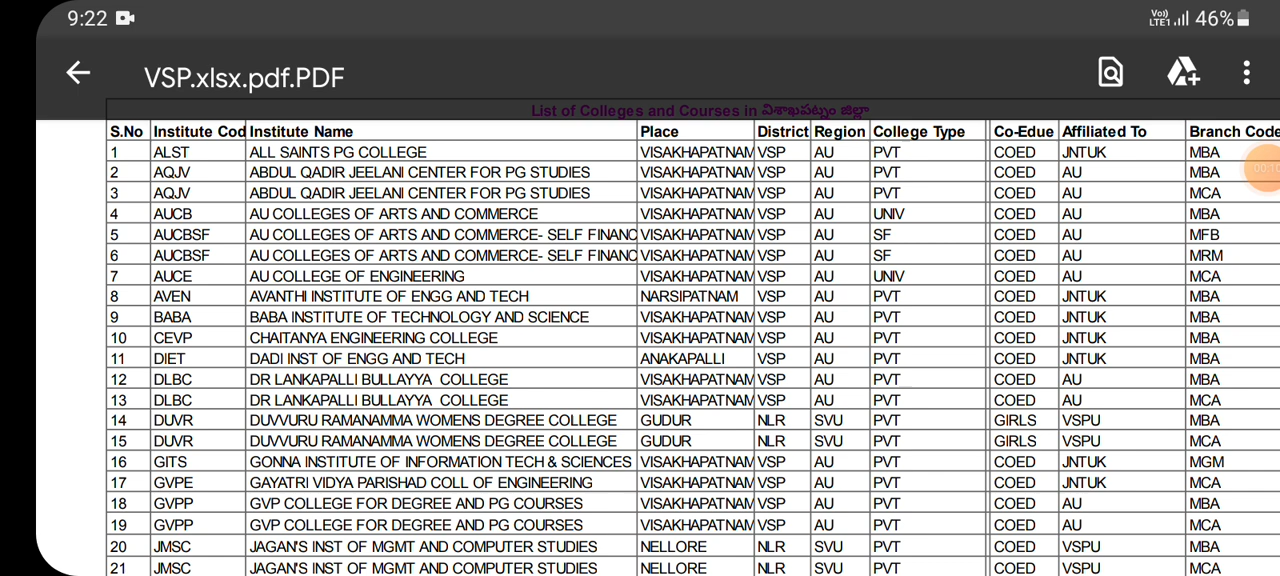 9:22 Vo) LTE1 46%
VSP.xlsx.pdf.PDF
List of Colleges and Courses in విశాఖపట్నం జిల్లా
S.No Institute Cod Institute Name Place District Region College Type Co-Edue Affiliated To Branch Code
1 ALST ALL SAINTS PG COLLEGE VISAKHAPATNAM VSP AU PVT COED JNTUK MBA
2 AQJV ABDUL QADIR JEELANI CENTER FOR PG STUDIES VISAKHAPATNAM VSP AU PVT COED AU MBA
3 AQJV ABDUL QADIR JEELANI CENTER FOR PG STUDIES VISAKHAPATNAM VSP AU PVT COED AU MCA
4 AUCB AU COLLEGES OF ARTS AND COMMERCE VISAKHAPATNAM VSP AU UNIV COED AU MBA
5 AUCBSF AU COLLEGES OF ARTS AND COMMERCE- SELF FINANC VISAKHAPATNAM VSP AU SF COED AU MFB
6 AUCBSF AU COLLEGES OF ARTS AND COMMERCE- SELF FINANC VISAKHAPATNAM VSP AU SF COED AU MRM
7 AUCE AU COLLEGE OF ENGINEERING VISAKHAPATNAM VSP AU UNIV COED AU MCA
8 AVEN AVANTHI INSTITUTE OF ENGG AND TECH NARSIPATNAM VSP AU PVT COED JNTUK MBA
9 BABA BABA INSTITUTE OF TECHNOLOGY AND SCIENCE VISAKHAPATNAM VSP AU PVT COED JNTUK MBA
10 CEVP CHAITANYA ENGINEERING COLLEGE VISAKHAPATNAM VSP AU PVT COED JNTUK MBA
11 DIET DADI INST OF ENGG AND TECH ANAKAPALLI VSP AU PVT COED JNTUK MBA
12 DLBC DR LANKAPALLI BULLAYYA COLLEGE VISAKHAPATNAM VSP AU PVT COED AU MBA
13 DLBC DR LANKAPALLI BULLAYYA COLLEGE VISAKHAPATNAM VSP AU PVT COED AU MCA
14 DUVR DUVVURU RAMANAMMA WOMENS DEGREE COLLEGE GUDUR NLR SVU PVT GIRLS VSPU MBA
15 DUVR DUVVURU RAMANAMMA WOMENS DEGREE COLLEGE GUDUR NLR SVU PVT GIRLS VSPU MCA
16 GITS GONNA INSTITUTE OF INFORMATION TECH & SCIENCES VISAKHAPATNAM VSP AU PVT COED JNTUK MGM
17 GVPE GAYATRI VIDYA PARISHAD COLL OF ENGINEERING VISAKHAPATNAM VSP AU PVT COED JNTUK MCA
18 GVPP GVP COLLEGE FOR DEGREE AND PG COURSES VISAKHAPATNAM VSP AU PVT COED AU MBA
19 GVPP GVP COLLEGE FOR DEGREE AND PG COURSES VISAKHAPATNAM VSP AU PVT COED AU MCA
20 JMSC JAGAN'S INST OF MGMT AND COMPUTER STUDIES NELLORE NLR SVU PVT COED VSPU MBA
21 JMSC JAGAN'S INST OF MGMT AND COMPUTER STUDIES NELLORE NLR SVU PVT COED VSPU MCA